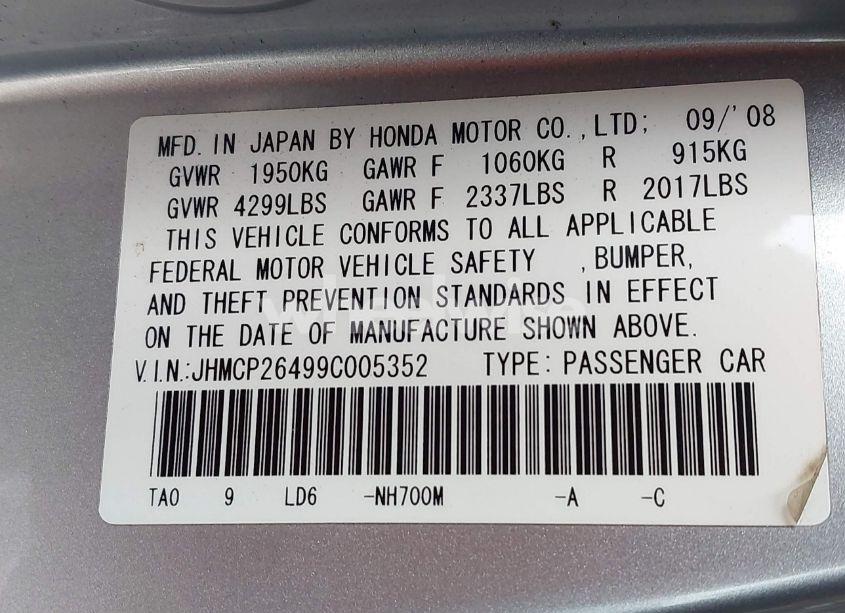 MFD. IN JAPAN BY HONDA MOTOR CO.,LTD; 09/'08
GVWR 1950KG GAWR F 1060KG R 915KG
GVWR 4299LBS GAWR F 2337LBS R 2017LBS
THIS VEHICLE CONFORMS TO ALL APPLICABLE
FEDERAL MOTOR VEHICLE SAFETY ,BUMPER,
AND THEFT PREVENTION STANDARDS IN EFFECT
ON THE DATE OF MANUFACTURE SHOWN ABOVE.
V.I.N.:JHMCP26499C005352 TYPE: PASSENGER CAR
TA0 9 LD6 -NH700M -A -C